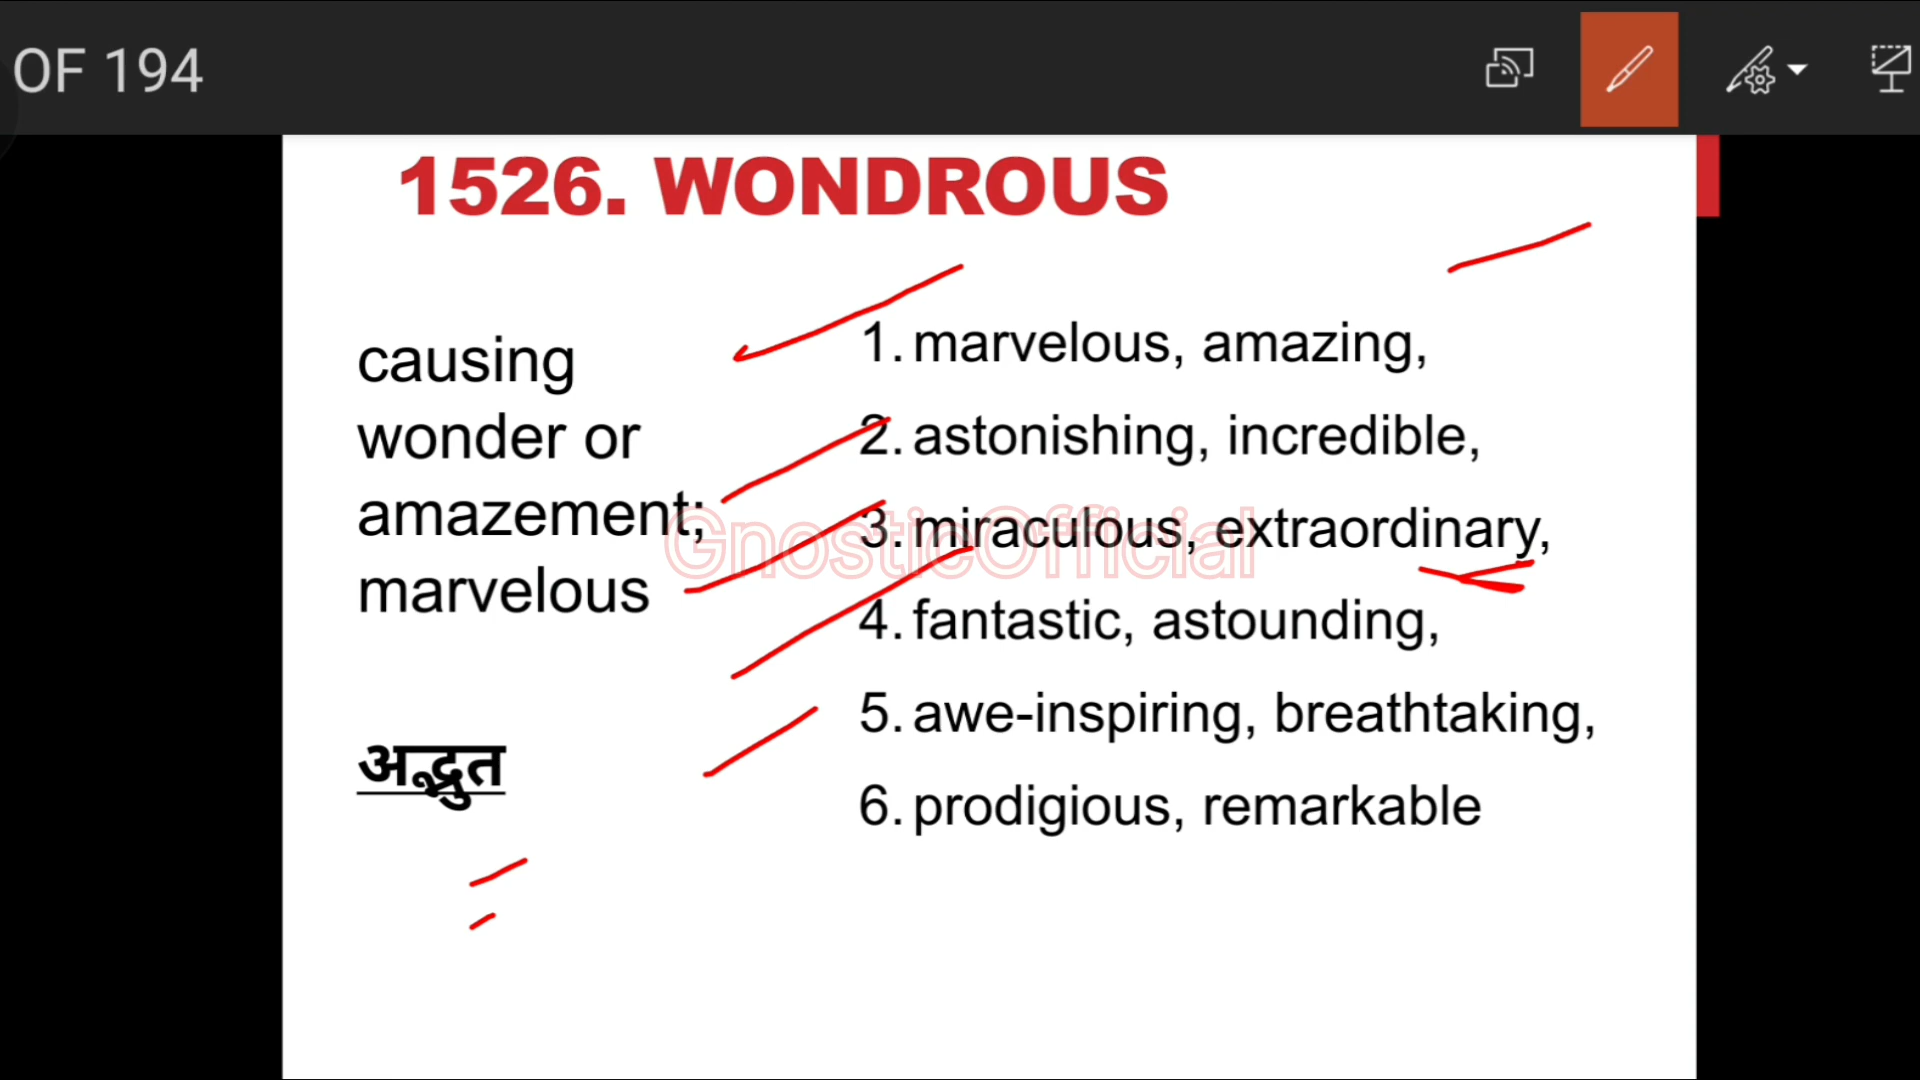 OF 194
1526. WONDROUS
causing
wonder or
amazement;
marvelous
अद्भुत
1. marvelous, amazing,
2. astonishing, incredible,
3. miraculous, extraordinary,
4. fantastic, astounding,
5. awe-inspiring, breathtaking,
6. prodigious, remarkable
GnosticOfficial